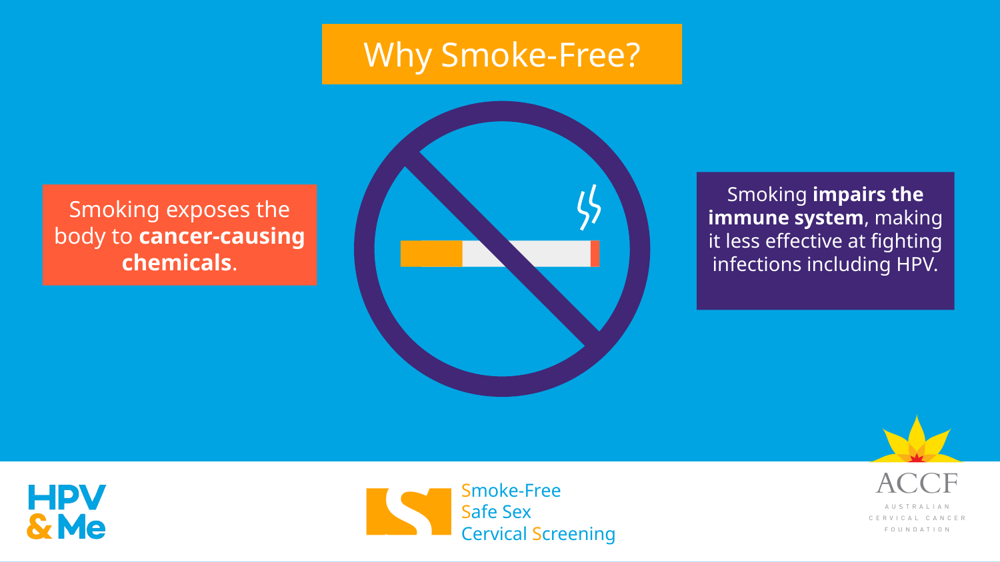 Why Smoke-Free?
Smoking exposes the
body to cancer-causing
chemicals.
Smoking impairs the
immune system, making
it less effective at fighting
infections including HPV.
HPV
& Me
S
Smoke-Free
Safe Sex
Cervical Screening
ACCF
AUSTRALIAN
CERVICAL CANCER
FOUNDATION